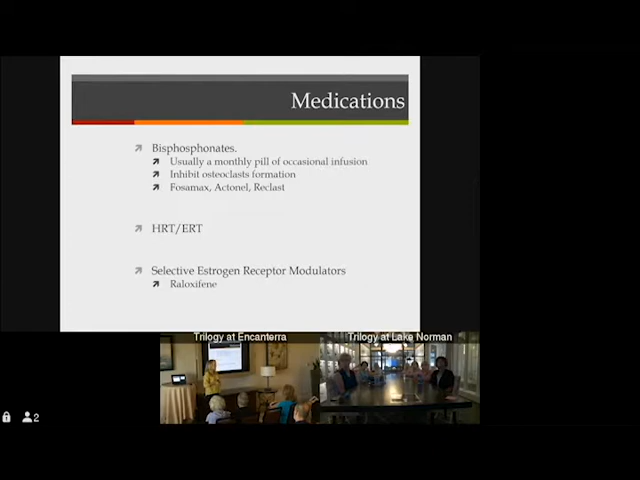 Medications
Bisphosphonates.
Usually a monthly pill of occasional infusion
Inhibit osteoclasts formation
Fosamax, Actonel, Reclast
HRT/ERT
Selective Estrogen Receptor Modulators
Raloxifene
Trilogy at Encanterra
Trilogy at Lake Norman
2